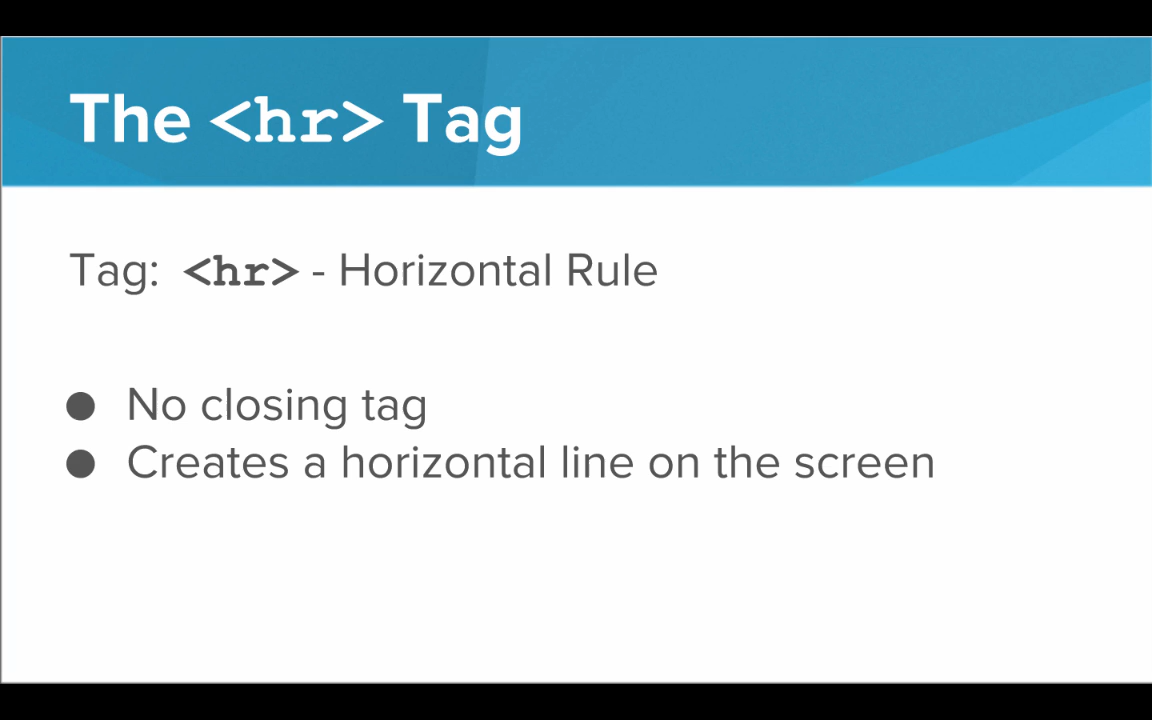 The <hr> Tag
Tag: <hr> - Horizontal Rule
● No closing tag
● Creates a horizontal line on the screen